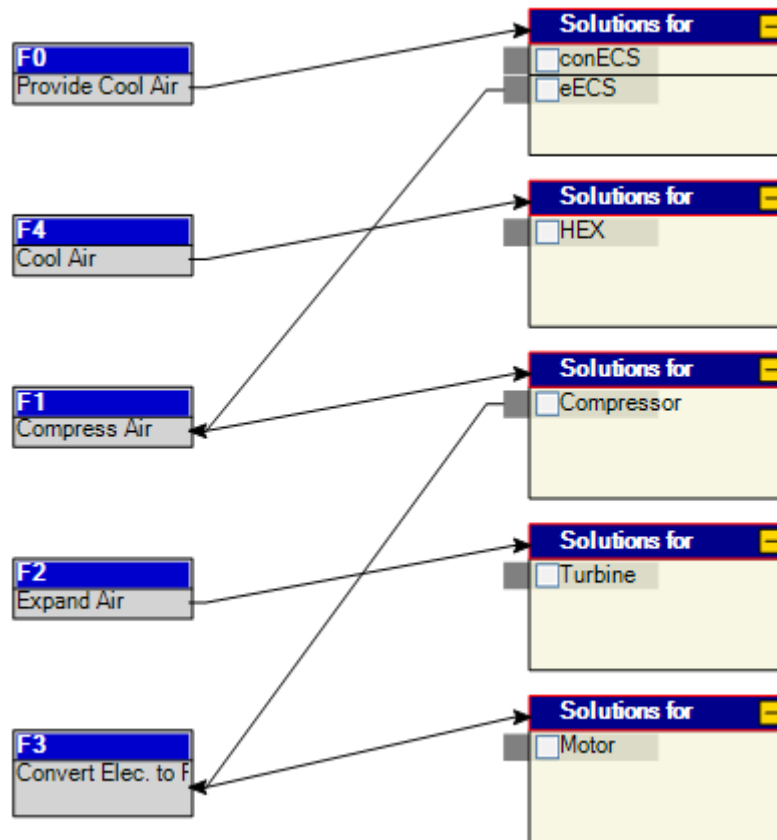 F0
Provide Cool Air
Solutions for
conECS
eECS
F4
Cool Air
Solutions for
HEX
F1
Compress Air
Solutions for
Compressor
F2
Expand Air
Solutions for
Turbine
F3
Convert Elec. to
Solutions for
Motor